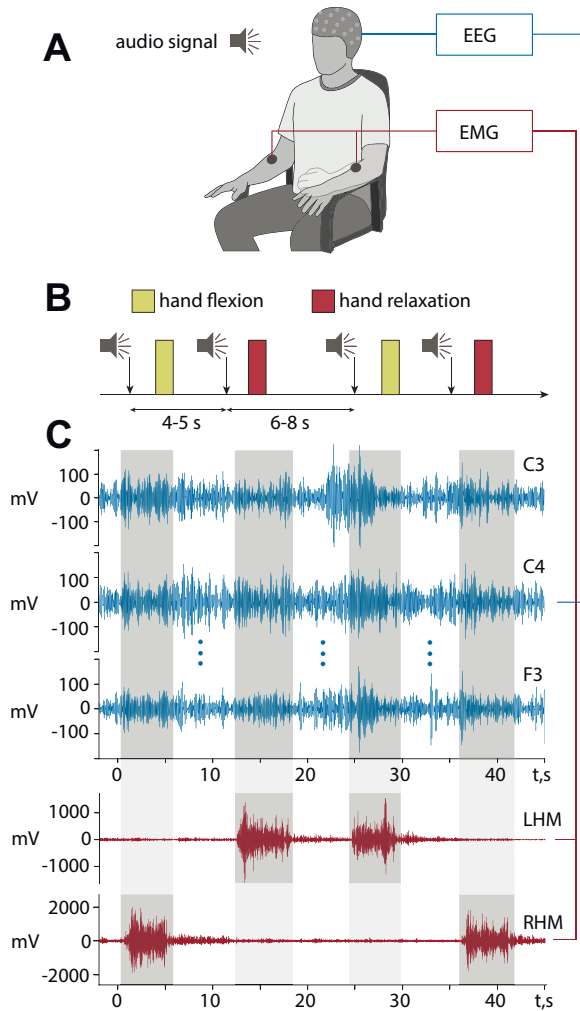 A
audio signal
EEG
EMG
B
hand flexion
hand relaxation
4-5 s
6-8 s
C
C3
mV
100
0
-100
C4
mV
100
0
-100
F3
mV
100
0
-100
0
10
20
30
40
t,s
LHM
mV
1000
0
-1000
RHM
mV
2000
0
-2000
0
10
20
30
40
t,s